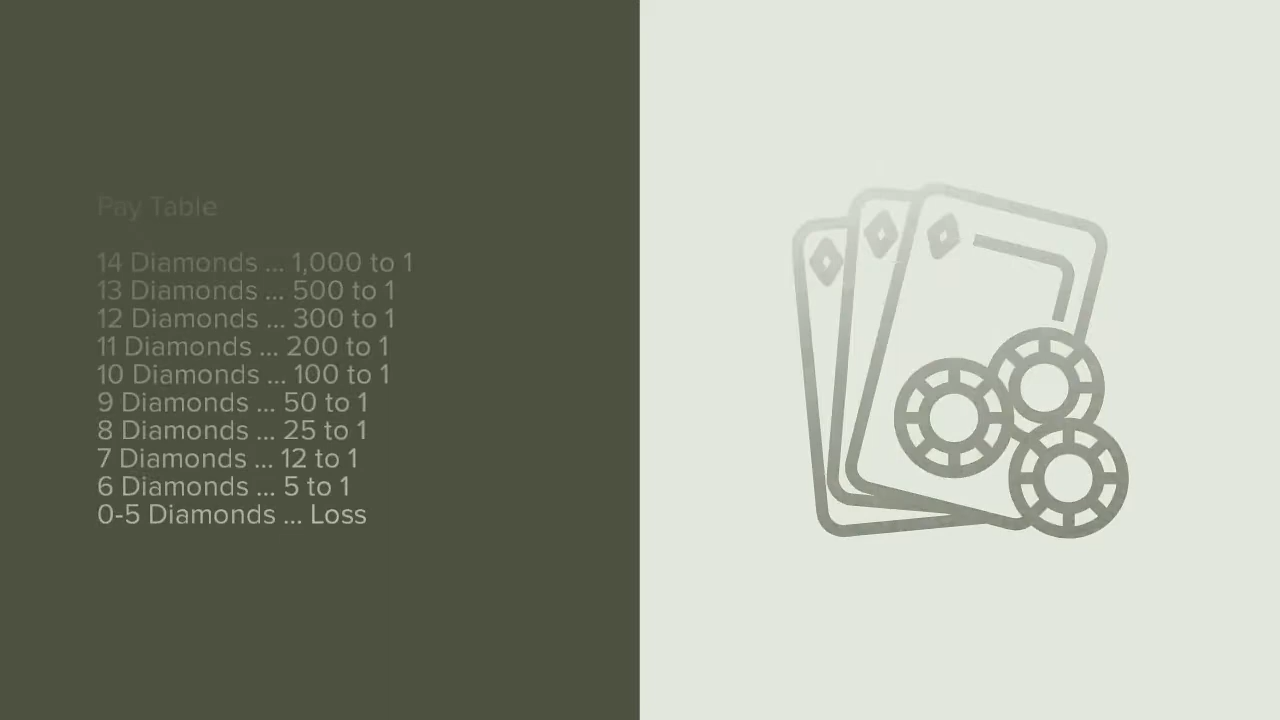 Pay Table
14 Diamonds ... 1,000 to 1
13 Diamonds ... 500 to 1
12 Diamonds ... 300 to 1
11 Diamonds ... 200 to 1
10 Diamonds ... 100 to 1
9 Diamonds ... 50 to 1
8 Diamonds ... 25 to 1
7 Diamonds ... 12 to 1
6 Diamonds ... 5 to 1
0-5 Diamonds ... Loss